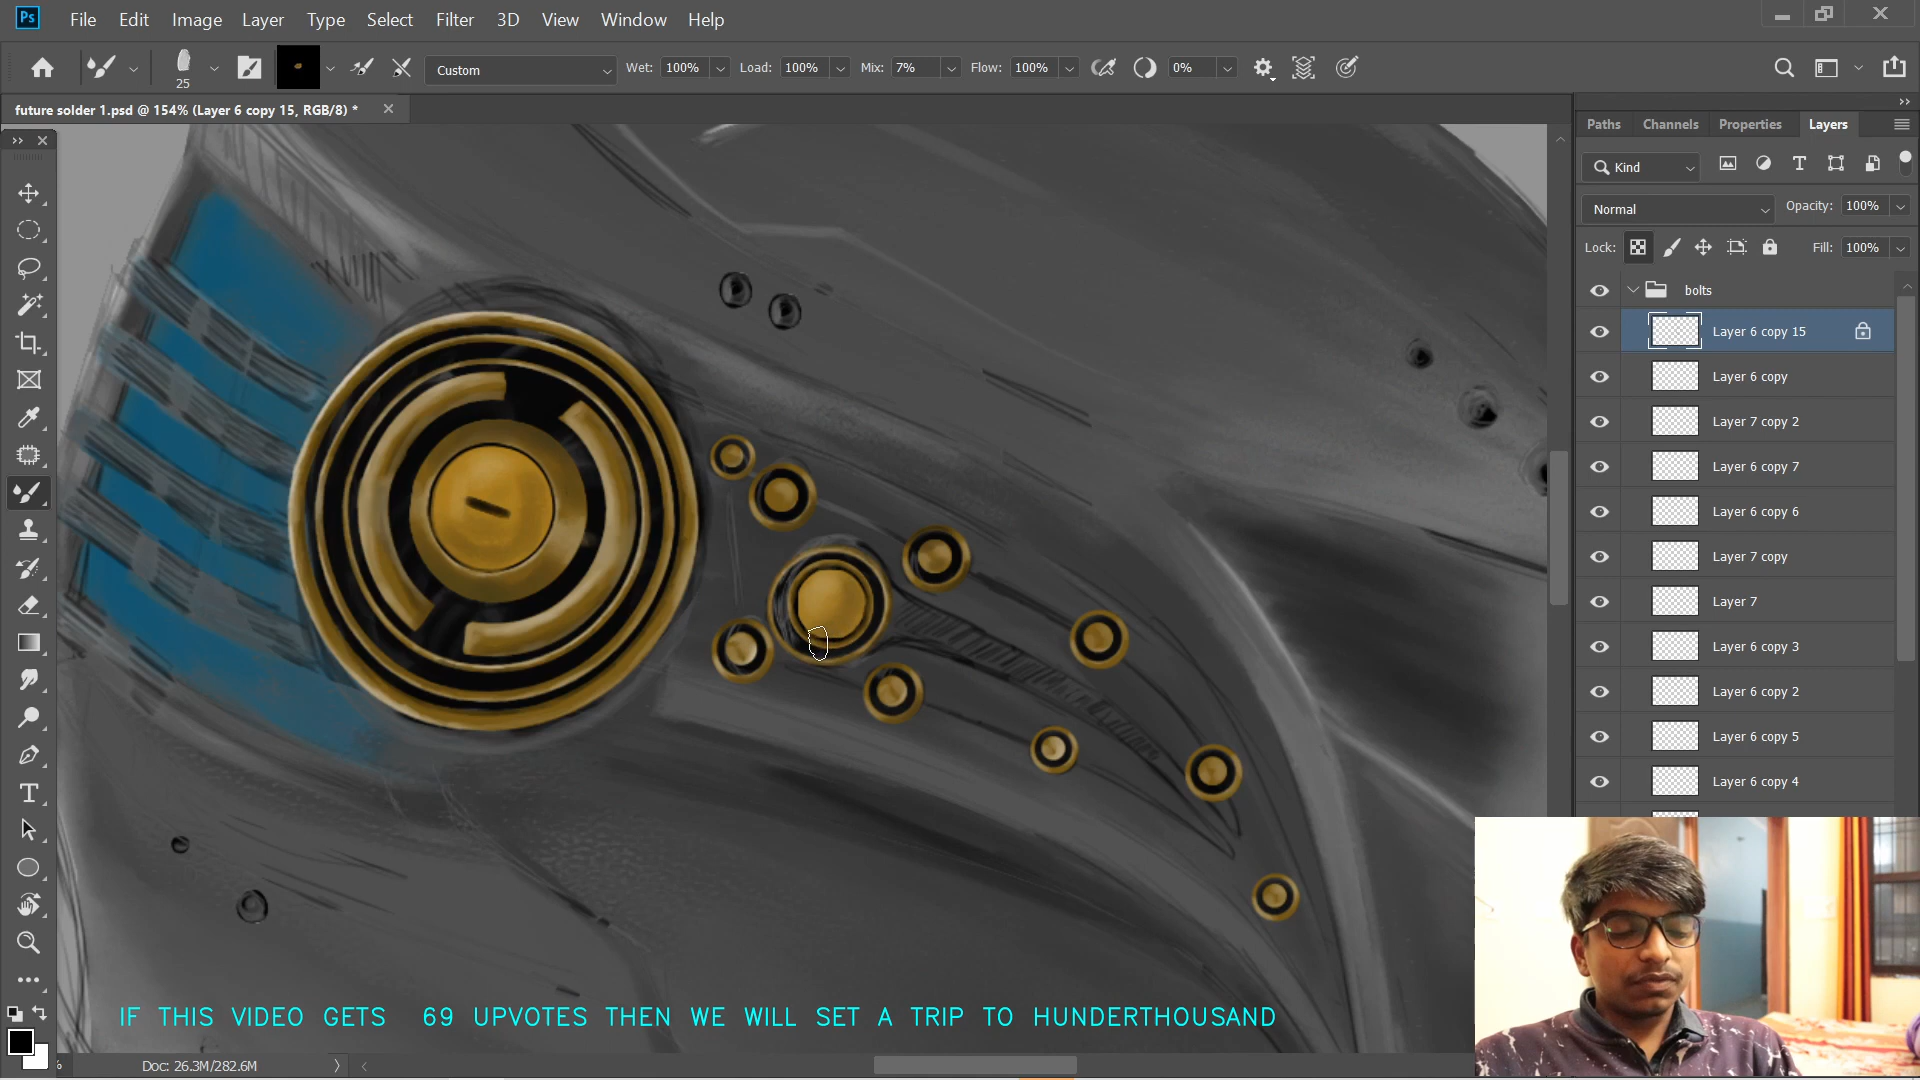 Ps File Edit Image Layer Type Select Filter 3D View Window Help
25 Custom Wet: 100% Load: 100% Mix: 7% Flow: 100% 0%
future solder 1.psd @ 154% (Layer 6 copy 15, RGB/8) *
Paths Channels Properties Layers
Kind
Normal Opacity: 100%
Lock: Fill: 100%
bolts
Layer 6 copy 15
Layer 6 copy
Layer 7 copy 2
Layer 6 copy 7
Layer 6 copy 6
Layer 7 copy
Layer 7
Layer 6 copy 3
Layer 6 copy 2
Layer 6 copy 5
Layer 6 copy 4
IF THIS VIDEO GETS 69 UPVOTES THEN WE WILL SET A TRIP TO HUNDERTHOUSAND
% Doc: 26.3M/282.6M